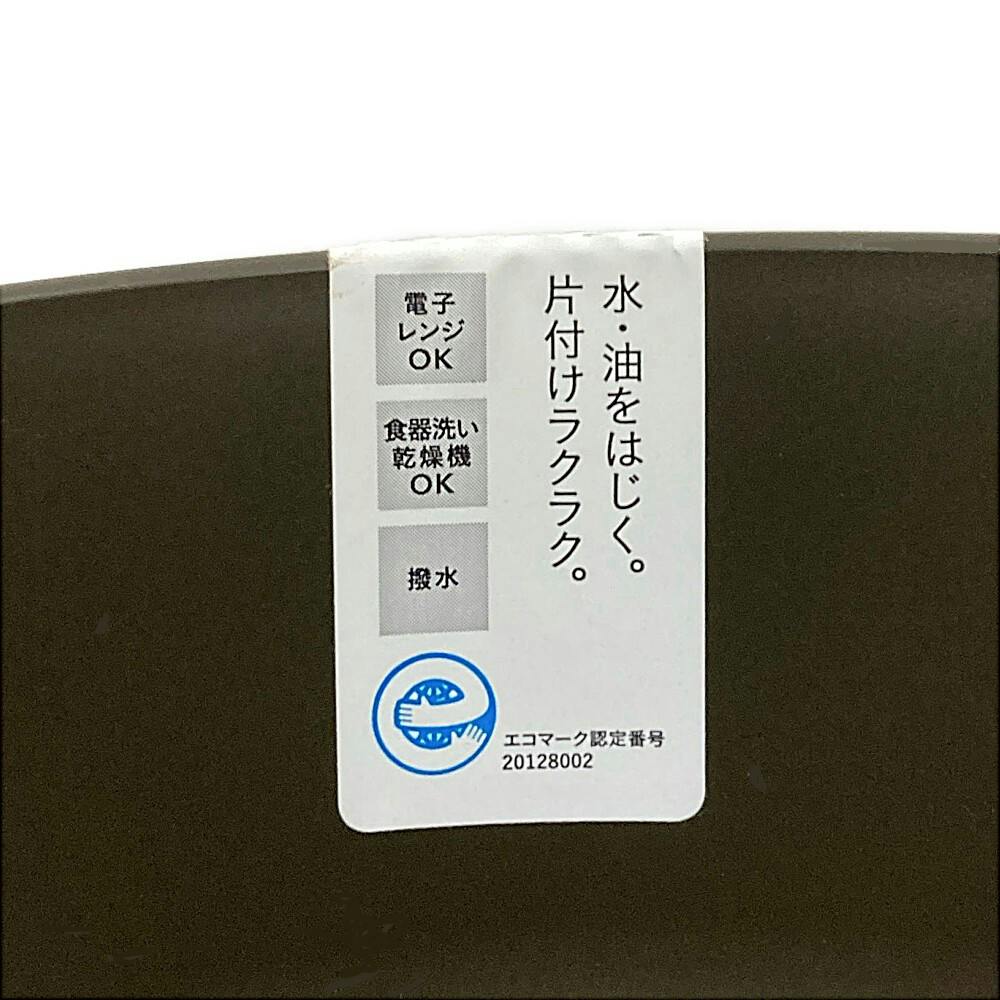 水・油をはじく。
片付けラクラク。
電子
レンジ
OK
食器洗い
乾燥機
OK
撥水
エコマーク認定番号
20128002